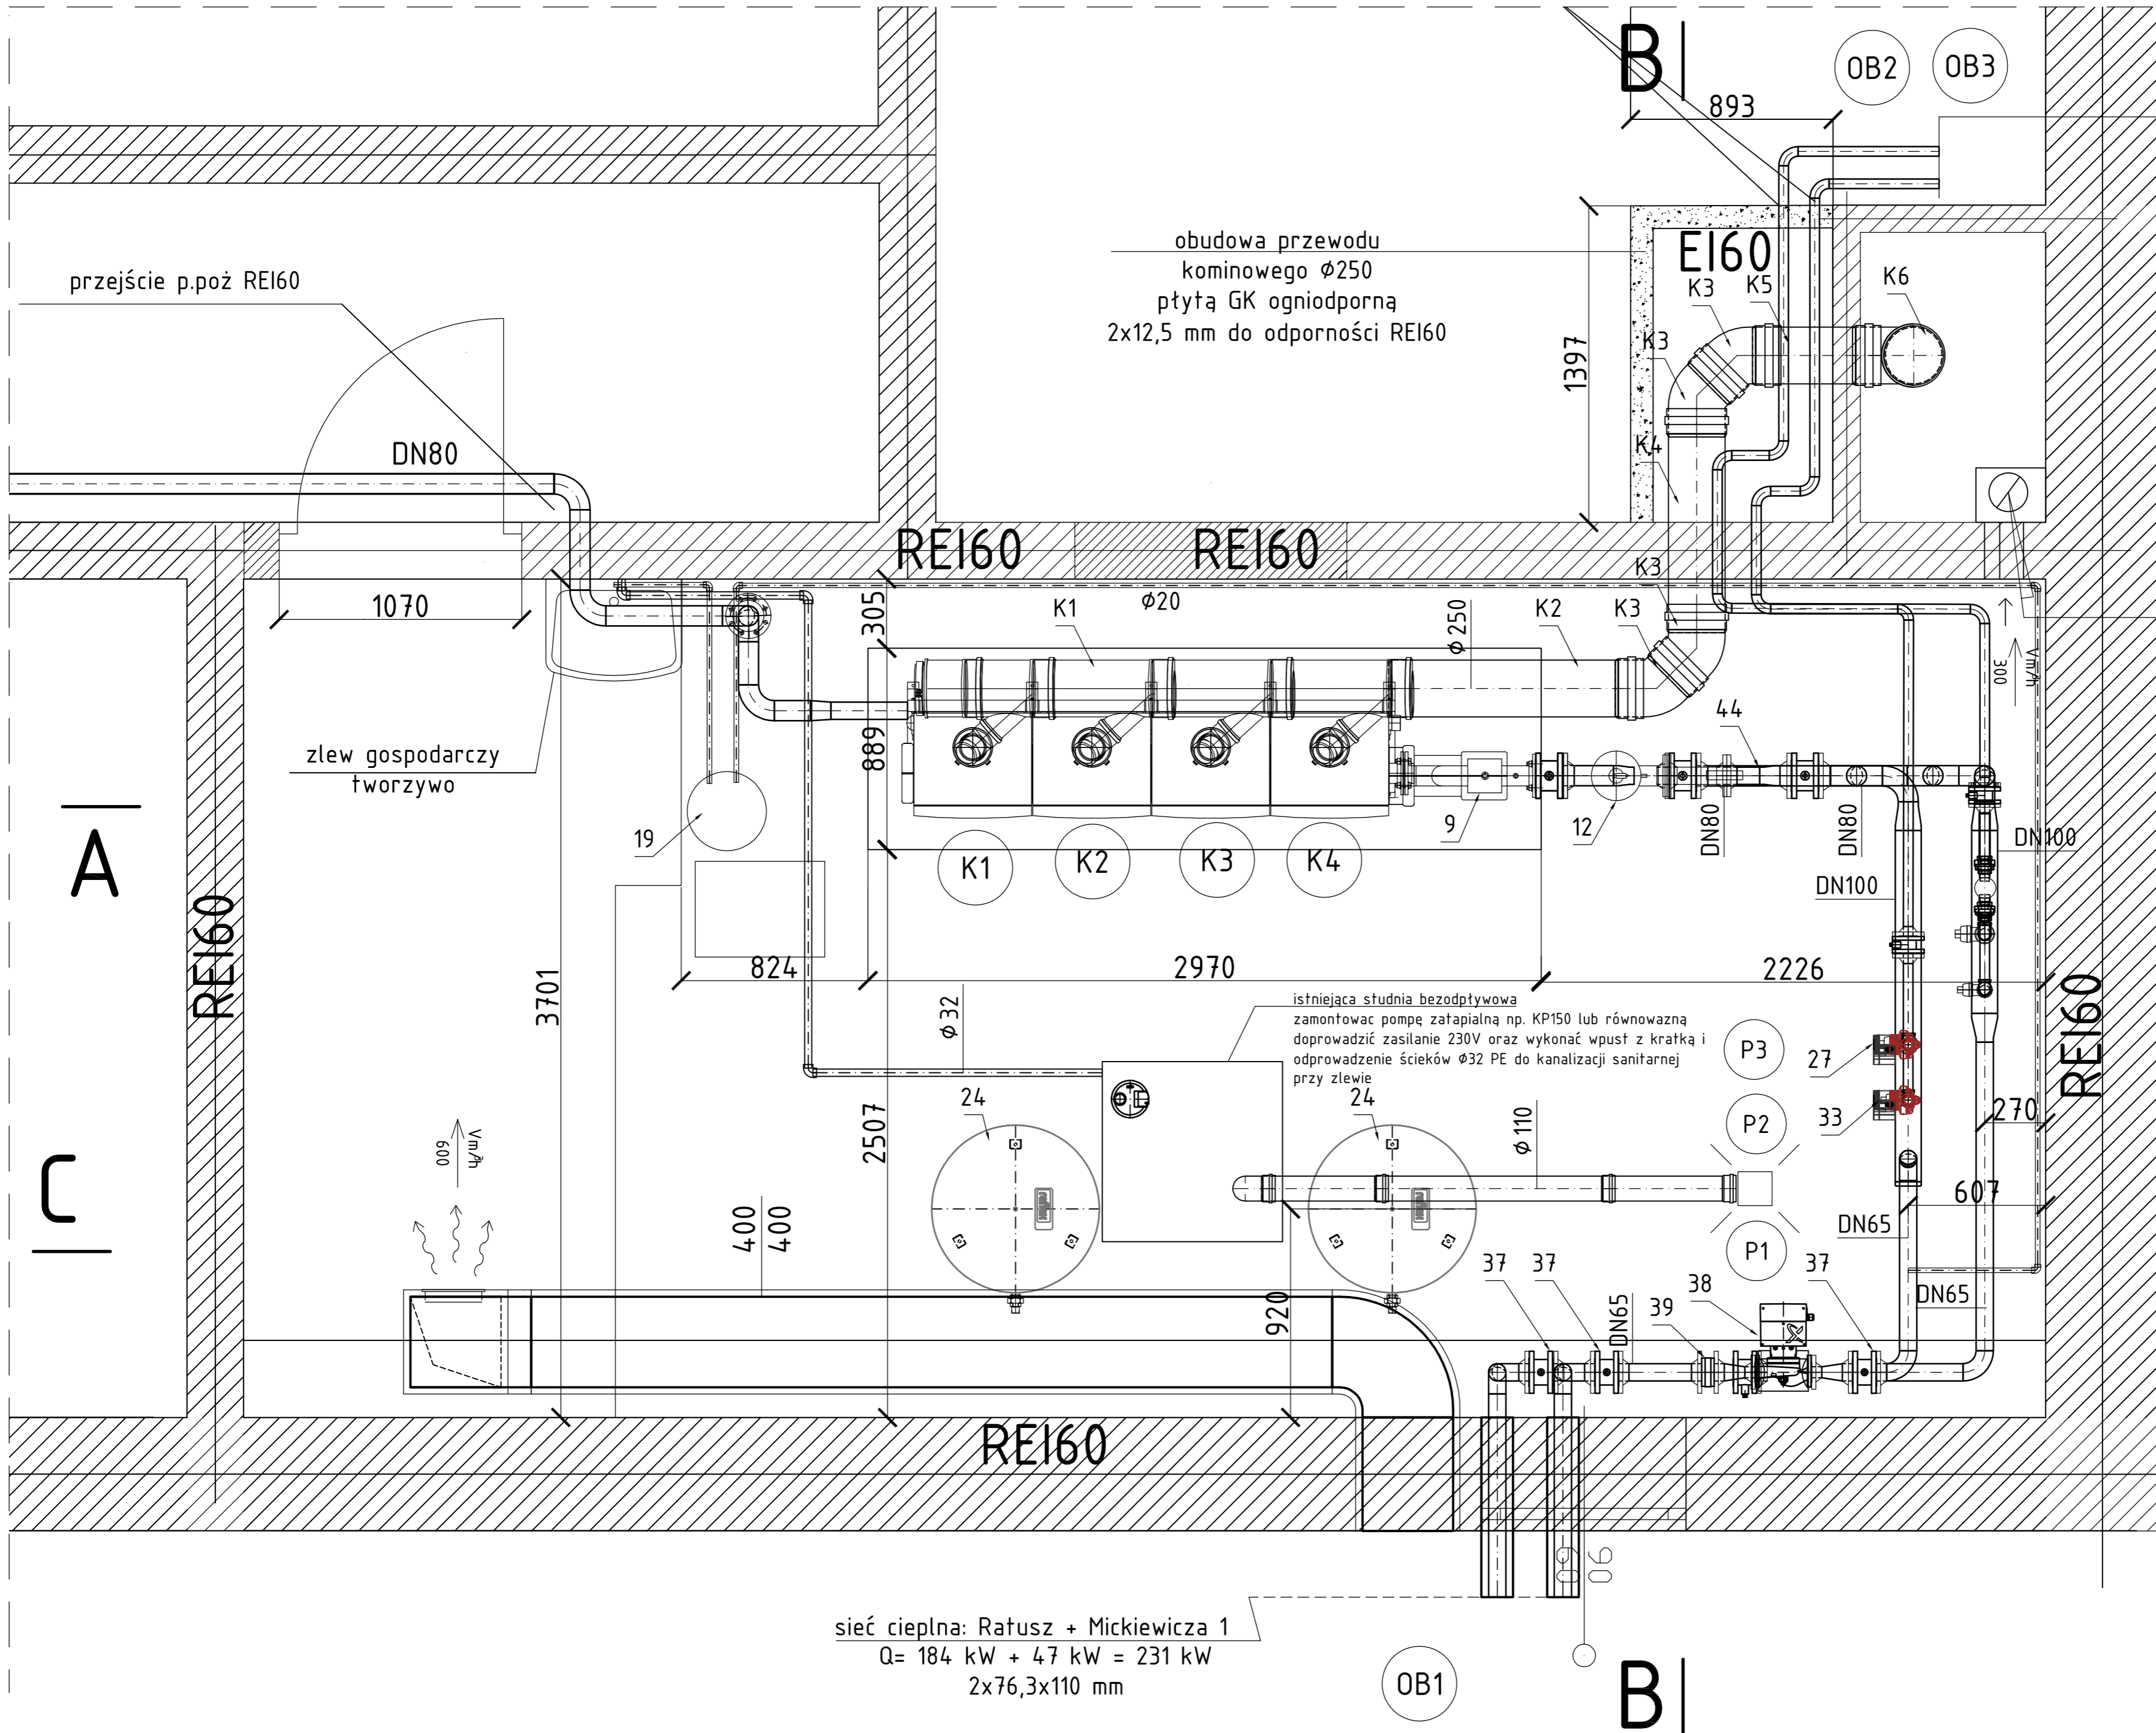 B
OB2
OB3
893
obudowa przewodu
kominowego Ø250
płytą GK ogniodporną
2x12,5 mm do odporności REI60
EI60
K3
K5
K6
K3
1397
K4
przejście p.poż REI60
DN80
REI60
REI60
K3
1070
305
Ø20
K1
Ø250
K2
K3
300
Vm³/h
44
zlew gospodarczy
tworzywo
889
19
9
12
DN80
DN80
DN100
A
K1
K2
K3
K4
DN100
REI60
824
2970
2226
3701
Ø32
istniejąca studnia bezodpływowa
zamontowac pompę zatapialną np. KP150 lub równowazną
doprowadzić zasilanie 230V oraz wykonać wpust z kratką i
odprowadzenie ścieków Ø32 PE do kanalizacji sanitarnej
przy zlewie
P3
27
REI60
24
24
2507
Ø110
P2
33
270
600
Vm³/h
C
607
400
400
DN65
P1
37
37
37
38
39
DN65
DN65
920
REI60
90
sieć cieplna: Ratusz + Mickiewicza 1
Q= 184 kW + 47 kW = 231 kW
2x76,3x110 mm
OB1
B